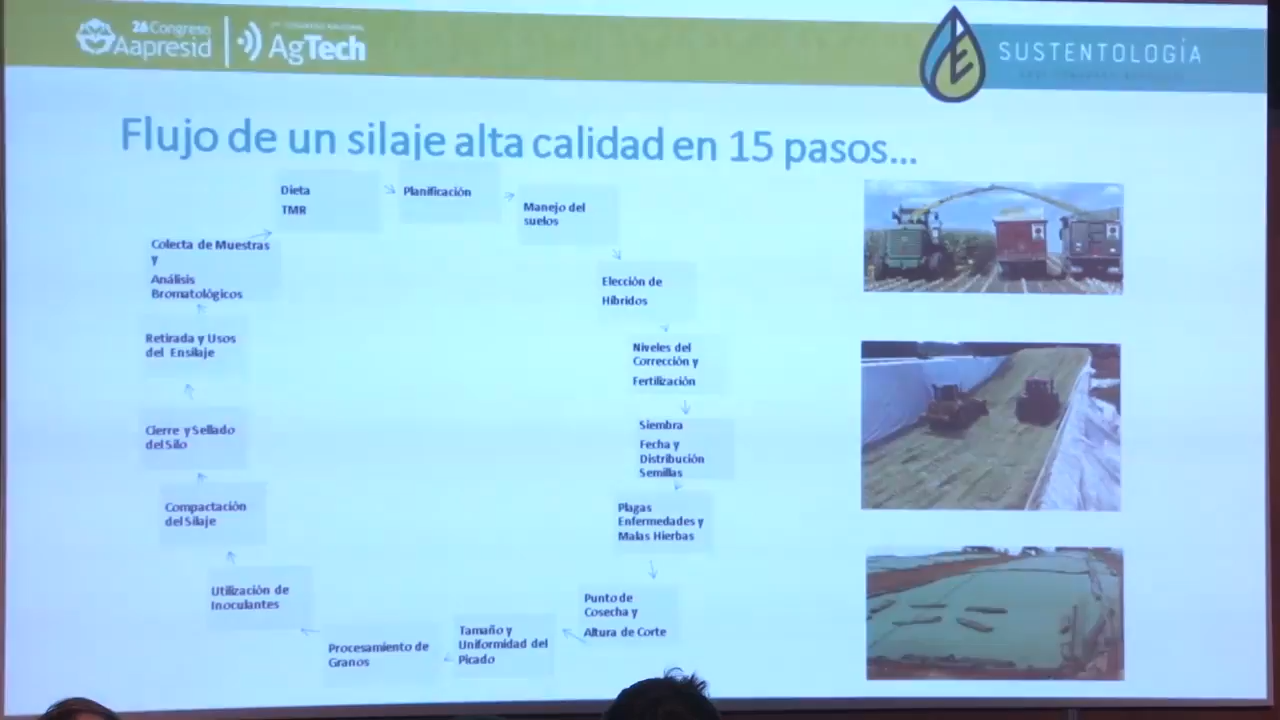 26 Congreso
Aapresid
AgTech
SUSTENTOLOGÍA
Flujo de un silaje alta calidad en 15 pasos...
Dieta
TMR
Planificación
Manejo del
suelos
Elección de
Híbridos
Niveles del
Corrección y
Fertilización
Siembra
Fecha y
Distribución
Semillas
Plagas
Enfermedades y
Malas Hierbas
Punto de
Cosecha y
Altura de Corte
Tamaño y
Uniformidad del
Picado
Procesamiento de
Granos
Utilización de
Inoculantes
Compactación
del Silaje
Cierre y Sellado
del Silo
Retirada y Usos
del Ensilaje
Colecta de Muestras
y
Análisis
Bromatológicos